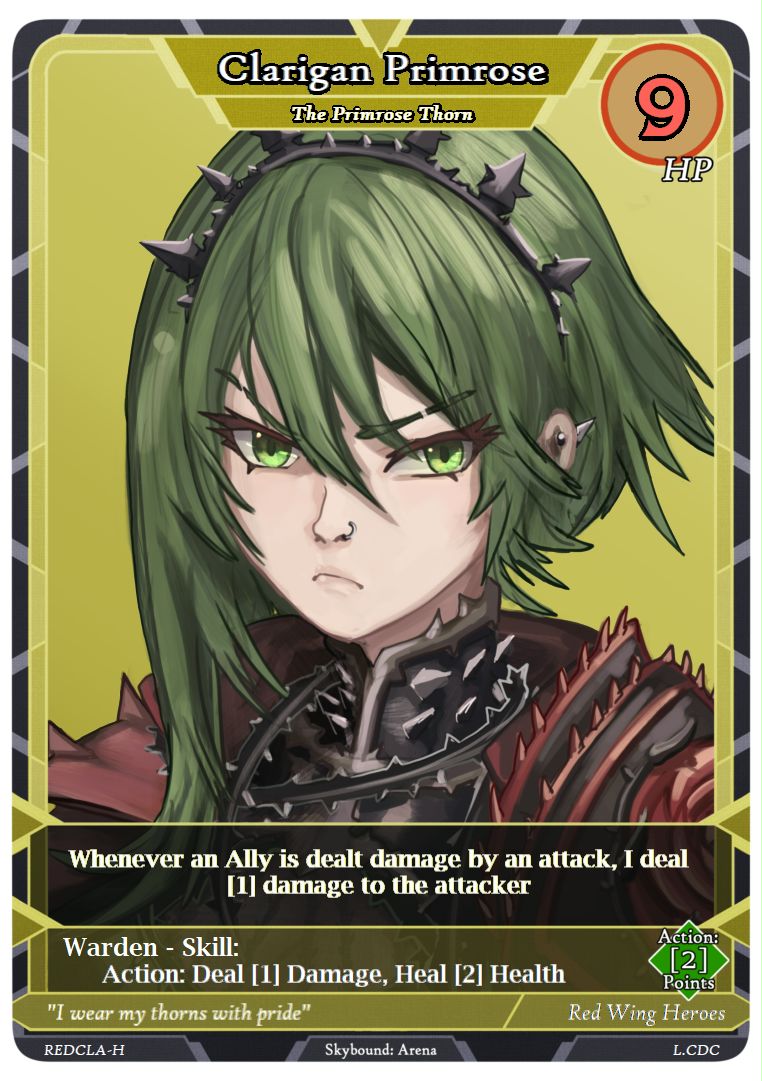 Clarigan Primrose
The Primrose Thorn
9
HP
Whenever an Ally is dealt damage by an attack, I deal
[1] damage to the attacker
Warden - Skill:
Action: Deal [1] Damage, Heal [2] Health
Action:
[2]
Points
"I wear my thorns with pride"
Red Wing Heroes
REDCLA-H
Skybound: Arena
L.CDC